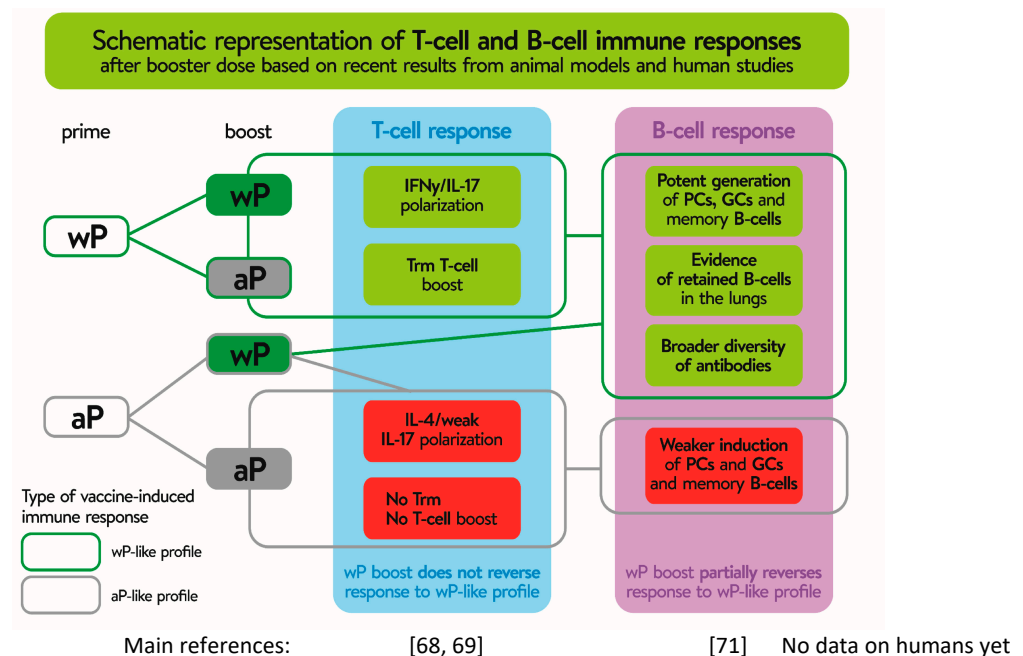 Schematic representation of T-cell and B-cell immune responses
after booster dose based on recent results from animal models and human studies
prime
boost
T-cell response
B-cell response
wP
wP
aP
IFNy/IL-17
polarization
Trm T-cell
boost
Potent generation
of PCs, GCs and
memory B-cells
Evidence
of retained B-cells
in the lungs
Broader diversity
of antibodies
aP
wP
aP
IL-4/weak
IL-17 polarization
No Trm
No T-cell boost
Weaker induction
of PCs and GCs
and memory B-cells
Type of vaccine-induced
immune response
wP-like profile
aP-like profile
wP boost does not reverse
response to wP-like profile
wP boost partially reverses
response to wP-like profile
Main references: [68, 69] [71] No data on humans yet